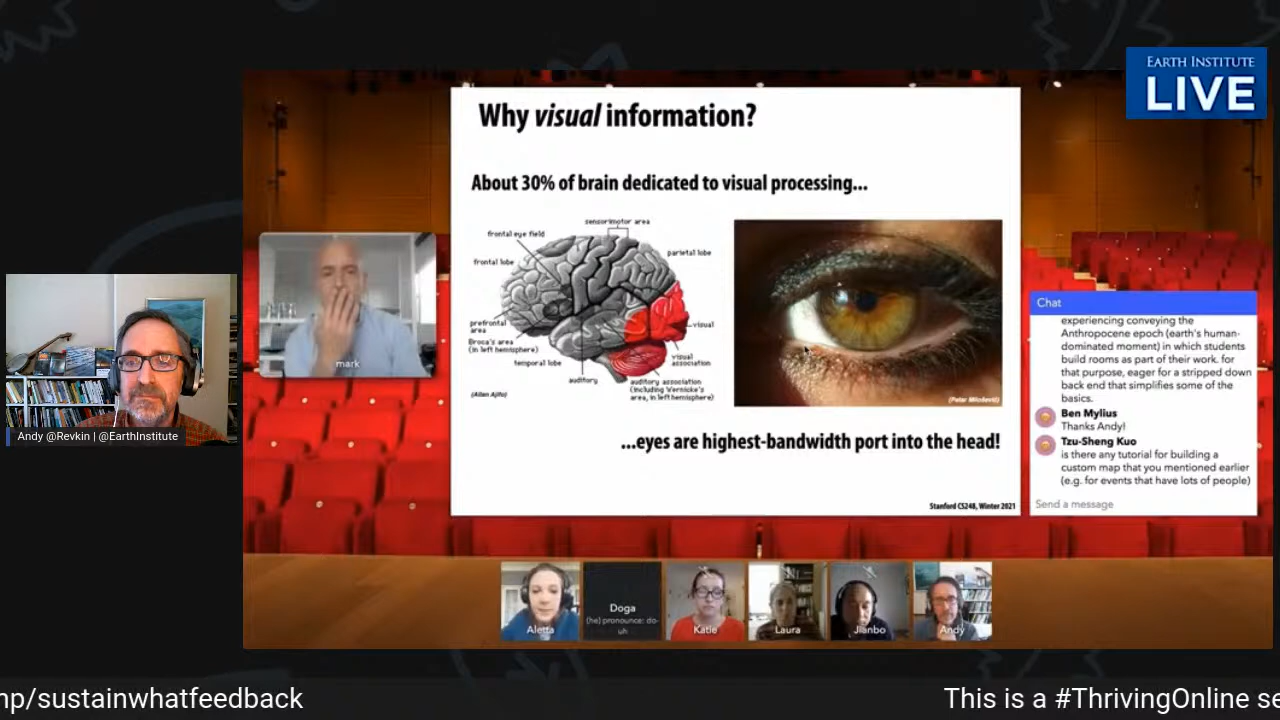 EARTH INSTITUTE
LIVE
Why visual information?
About 30% of brain dedicated to visual processing...
sensorimotor area
frontal eye field
parietal lobe
frontal lobe
prefrontal
area
visual
Broca's area
(in left hemisphere)
visual
association
temporal lobe
auditory
auditory association
(including Wernicke's
area, in left hemisphere)
(Allan Ajifo)
(Petar Milošević)
...eyes are highest-bandwidth port into the head!
Stanford CS248, Winter 2021
mark
Andy @Revkin | @EarthInstitute
Chat
experiencing conveying the
Anthropocene epoch (earth's human-
dominated moment) in which students
build rooms as part of their work. for
that purpose, eager for a stripped down
back end that simplifies some of the
basics.
Ben Mylius
Thanks Andy!
Tzu-Sheng Kuo
is there any tutorial for building a
custom map that you mentioned earlier
(e.g. for events that have lots of people)
Send a message
Aletta
Doga
(he) pronounce: do-
uh
Katie
Laura
Jianbo
Andy
mp/sustainwhatfeedback
This is a #ThrivingOnline se